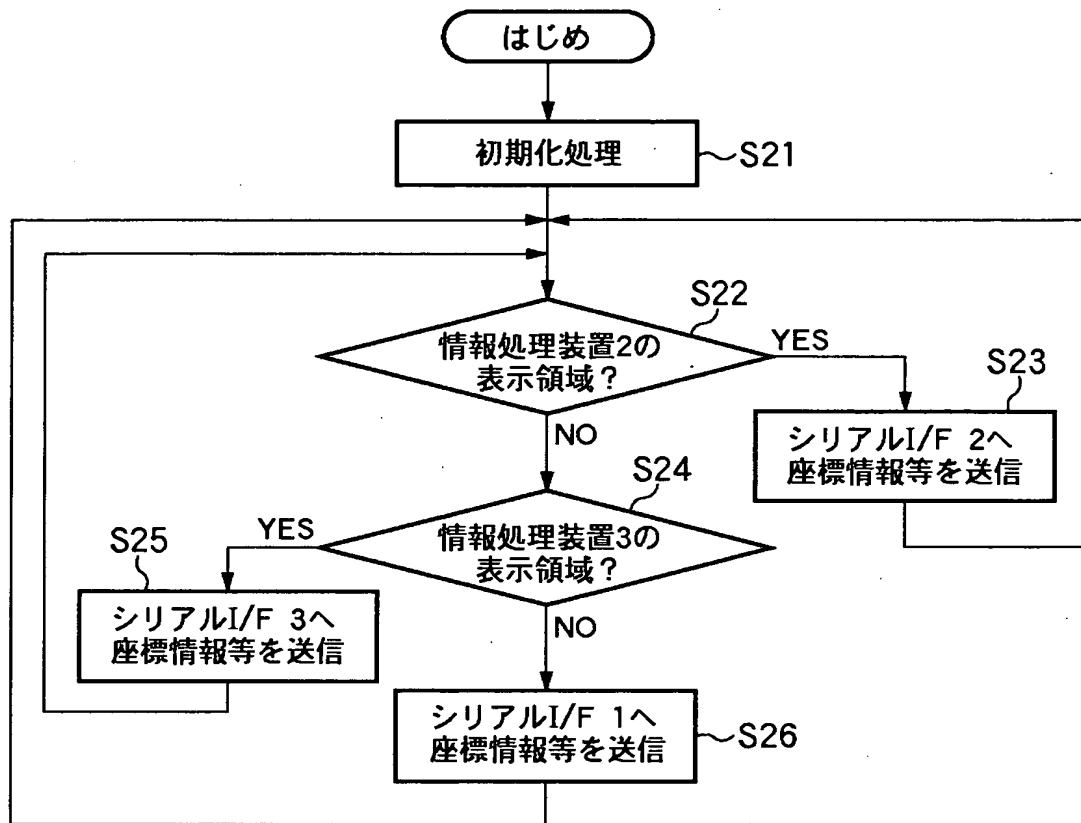 はじめ
初期化処理
S21
S22
情報処理装置2の
表示領域？
YES
S23
シリアルI/F 2へ
座標情報等を送信
NO
S24
情報処理装置3の
表示領域？
YES
S25
シリアルI/F 3へ
座標情報等を送信
NO
シリアルI/F 1へ
座標情報等を送信
S26